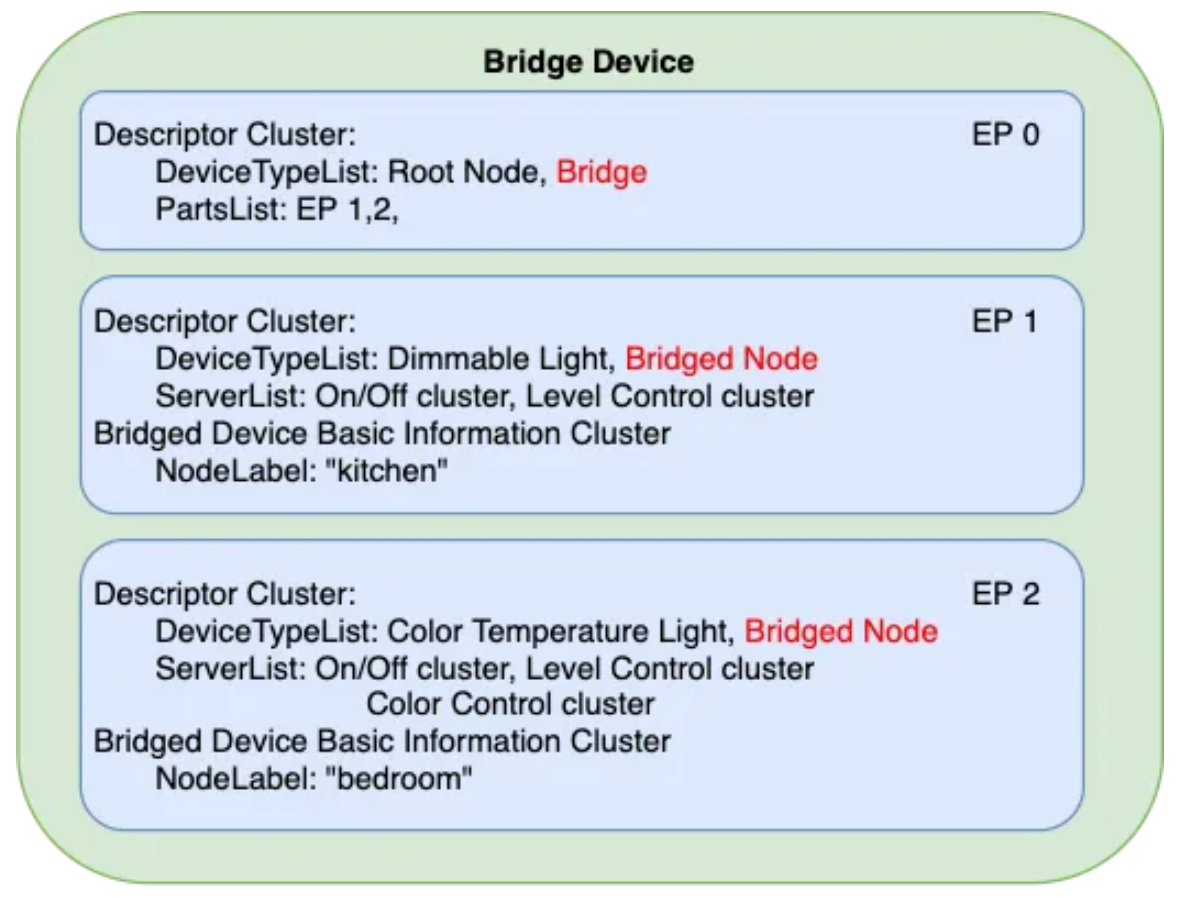 Bridge Device
Descriptor Cluster: EP 0
DeviceTypeList: Root Node, Bridge
PartsList: EP 1,2,
Descriptor Cluster: EP 1
DeviceTypeList: Dimmable Light, Bridged Node
ServerList: On/Off cluster, Level Control cluster
Bridged Device Basic Information Cluster
NodeLabel: "kitchen"
Descriptor Cluster: EP 2
DeviceTypeList: Color Temperature Light, Bridged Node
ServerList: On/Off cluster, Level Control cluster
Color Control cluster
Bridged Device Basic Information Cluster
NodeLabel: "bedroom"